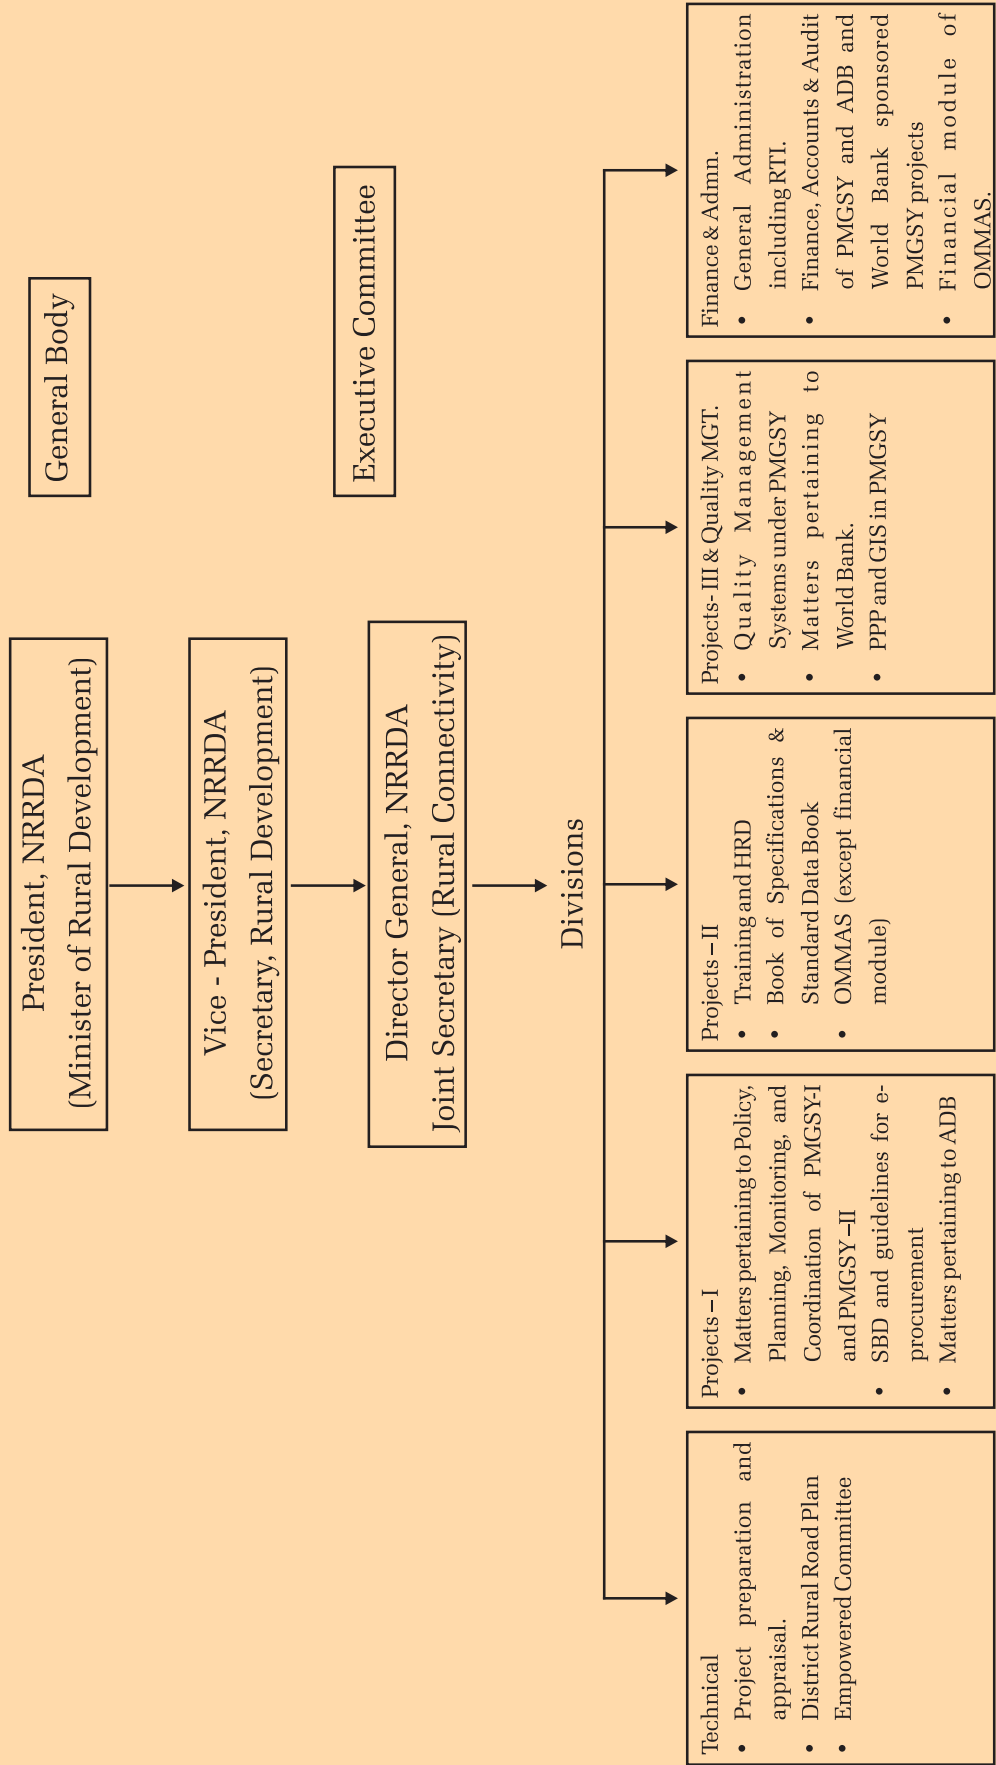 General Body
President, NRRDA
(Minister of Rural Development)
Vice - President, NRRDA
(Secretary, Rural Development)
Executive Committee
Director General, NRRDA
Joint Secretary (Rural Connectivity)
Divisions
Technical
• Project preparation and
appraisal.
• District Rural Road Plan
• Empowered Committee
Projects – I
• Matters pertaining to Policy,
Planning, Monitoring, and
Coordination of PMGSY-I
and PMGSY –II
• SBD and guidelines for e-
procurement
• Matters pertaining to ADB
Projects – II
• Training and HRD
• Book of Specifications &
Standard Data Book
• OMMAS (except financial
module)
Projects- III & Quality MGT.
• Quality Management
Systems under PMGSY
• Matters pertaining to
World Bank.
• PPP and GIS in PMGSY
Finance & Admn.
• General Administration
including RTI.
• Finance, Accounts & Audit
of PMGSY and ADB and
World Bank sponsored
PMGSY projects
• Financial module of
OMMAS.